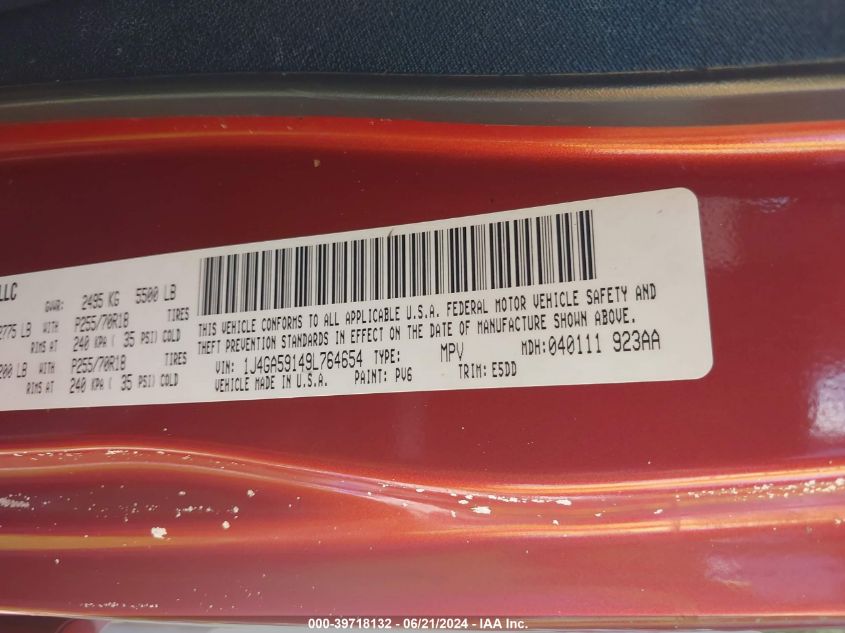 LLC
GVWR: 2495 KG 5500 LB
2775 LB WITH P255/70R18 TIRES
RIMS AT 240 KPA ( 35 PSI) COLD
200 LB WITH P255/70R18 TIRES
RIMS AT 240 KPA ( 35 PSI) COLD
THIS VEHICLE CONFORMS TO ALL APPLICABLE U.S.A. FEDERAL MOTOR VEHICLE SAFETY AND
THEFT PREVENTION STANDARDS IN EFFECT ON THE DATE OF MANUFACTURE SHOWN ABOVE.
VIN: 1J4GA59149L764654 TYPE: MPV MDH:040111 923AA
VEHICLE MADE IN U.S.A. PAINT: PV6 TRIM: E5DD
000-39718132 - 06/21/2024 - IAA Inc.